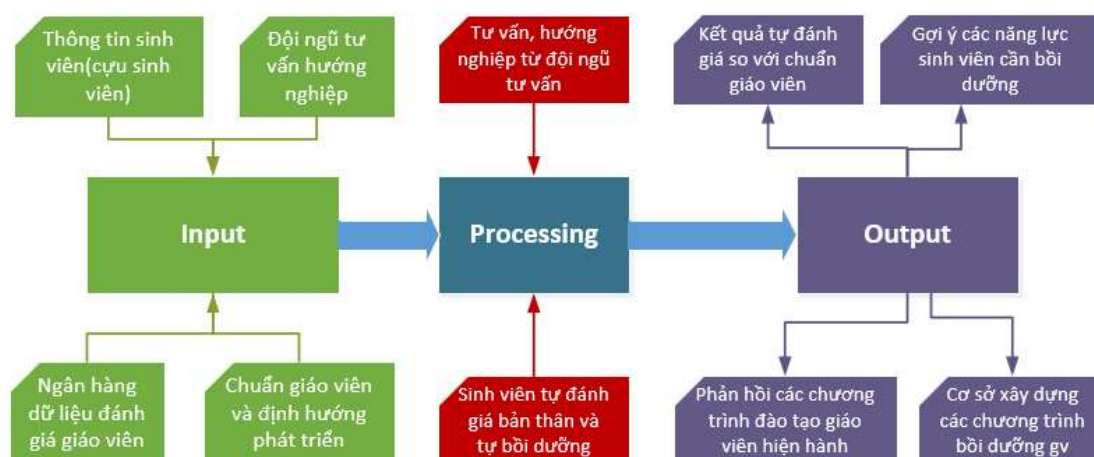 Thông tin sinh
viên(cựu sinh
viên)
Đội ngũ tư
vấn hướng
nghiệp
Tư vấn, hướng
nghiệp từ đội ngũ
tư vấn
Kết quả tự đánh
giá so với chuẩn
giáo viên
Gợi ý các năng lực
sinh viên cần bồi
dưỡng
Input
Processing
Output
Ngân hàng
dữ liệu đánh
giá giáo viên
Chuẩn giáo viên
và định hướng
phát triển
Sinh viên tự đánh
giá bản thân và
tự bồi dưỡng
Phản hồi các chương
trình đào tạo giáo
viên hiện hành
Cơ sở xây dựng
các chương trình
bồi dưỡng gv